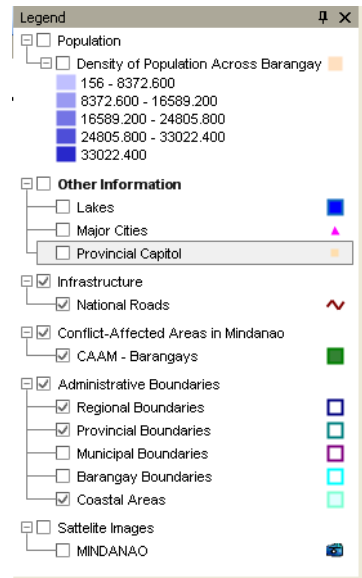 Legend
Population
Density of Population Across Barangay
156 - 8372.600
8372.600 - 16589.200
16589.200 - 24805.800
24805.800 - 33022.400
33022.400
Other Information
Lakes
Major Cities
Provincial Capitol
Infrastructure
National Roads
Conflict-Affected Areas in Mindanao
CAAM - Barangays
Administrative Boundaries
Regional Boundaries
Provincial Boundaries
Municipal Boundaries
Barangay Boundaries
Coastal Areas
Sattelite Images
MINDANAO